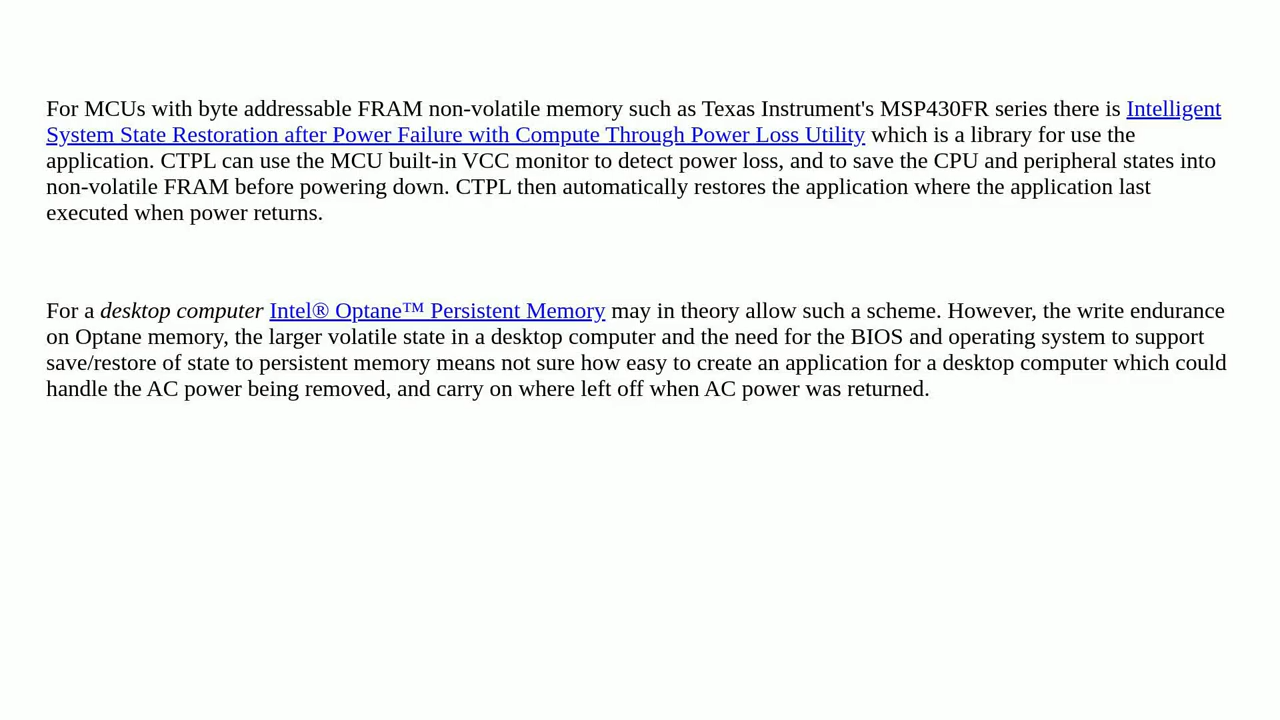 For MCUs with byte addressable FRAM non-volatile memory such as Texas Instrument's MSP430FR series there is Intelligent
System State Restoration after Power Failure with Compute Through Power Loss Utility which is a library for use the
application. CTPL can use the MCU built-in VCC monitor to detect power loss, and to save the CPU and peripheral states into
non-volatile FRAM before powering down. CTPL then automatically restores the application where the application last
executed when power returns.
For a desktop computer Intel® Optane™ Persistent Memory may in theory allow such a scheme. However, the write endurance
on Optane memory, the larger volatile state in a desktop computer and the need for the BIOS and operating system to support
save/restore of state to persistent memory means not sure how easy to create an application for a desktop computer which could
handle the AC power being removed, and carry on where left off when AC power was returned.